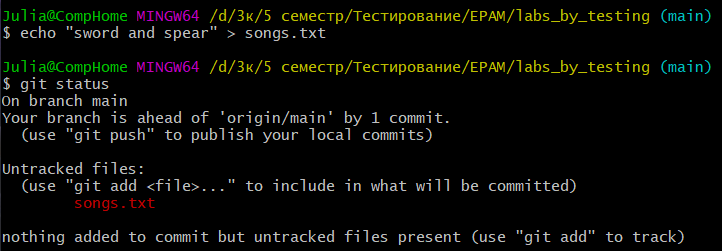 Julia@CompHome MINGW64 /d/3к/5 семестр/Тестирование/EPAM/labs_by_testing (main)
$ echo "sword and spear" > songs.txt
Julia@CompHome MINGW64 /d/3к/5 семестр/Тестирование/EPAM/labs_by_testing (main)
$ git status
On branch main
Your branch is ahead of 'origin/main' by 1 commit.
  (use "git push" to publish your local commits)
Untracked files:
  (use "git add <file>..." to include in what will be committed)
        songs.txt
nothing added to commit but untracked files present (use "git add" to track)